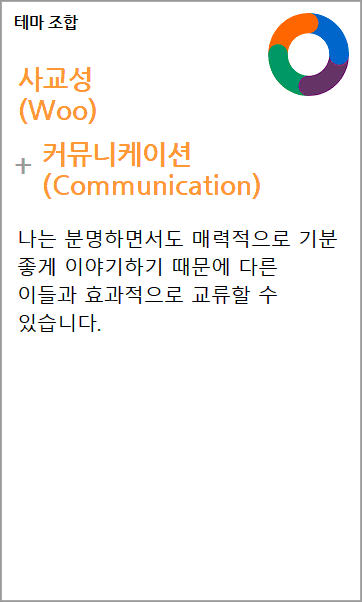 테마 조합
사교성
(Woo)
+ 커뮤니케이션
(Communication)
나는 분명하면서도 매력적으로 기분
좋게 이야기하기 때문에 다른
이들과 효과적으로 교류할 수
있습니다.